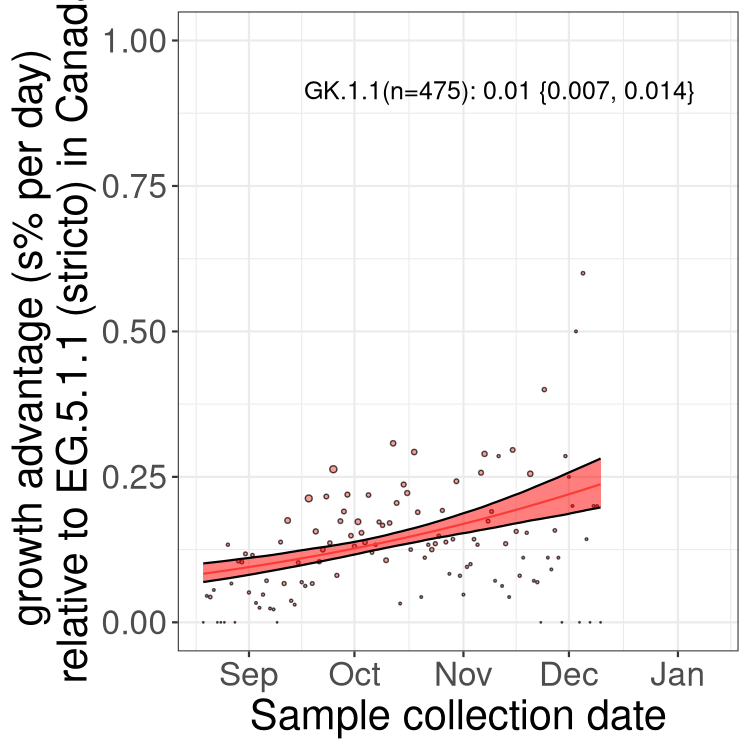 growth advantage (s% per day)
relative to EG.5.1.1 (stricto) in Canada
1.00
0.75
0.50
0.25
0.00
GK.1.1(n=475): 0.01 {0.007, 0.014}
Sep Oct Nov Dec Jan
Sample collection date